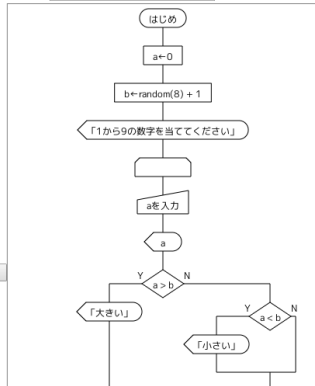 はじめ
a←0
b←random(8) + 1
「1から9の数字を当ててください」
aを入力
a
Y
a > b
N
「大きい」
Y
a < b
N
「小さい」